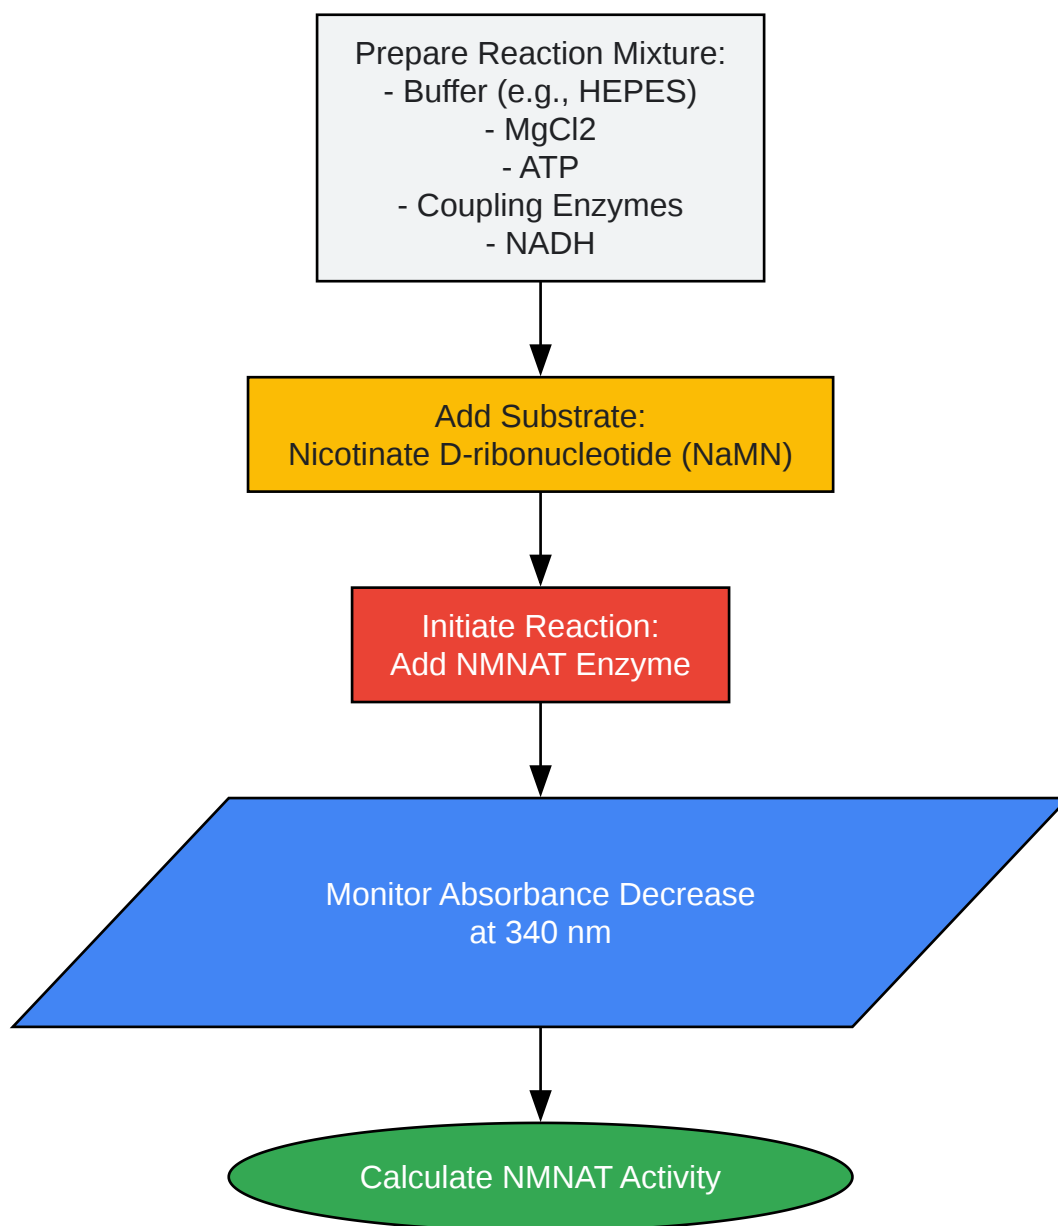 Prepare Reaction Mixture:
- Buffer (e.g., HEPES)
- MgCl2
- ATP
- Coupling Enzymes
- NADH
Add Substrate:
Nicotinate D-ribonucleotide (NaMN)
Initiate Reaction:
Add NMNAT Enzyme
Monitor Absorbance Decrease
at 340 nm
Calculate NMNAT Activity